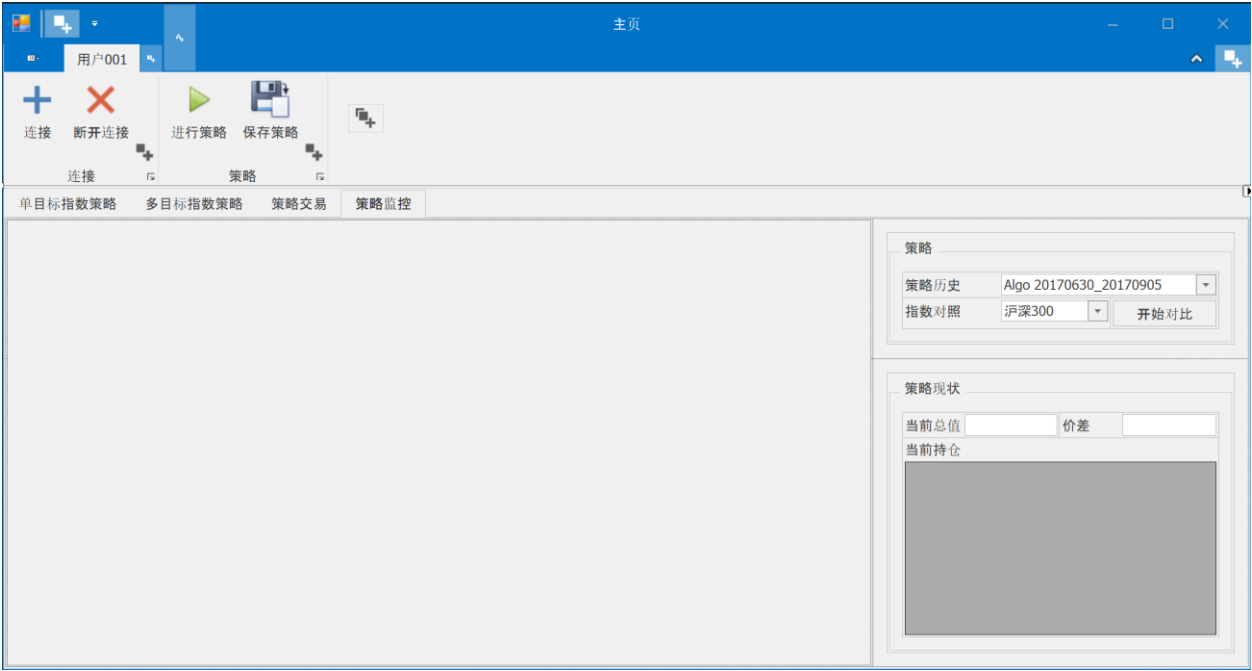 主页
用户001
连接 断开连接 进行策略 保存策略
连接 策略
单目标指数策略 多目标指数策略 策略交易 策略监控
策略
策略历史 Algo 20170630_20170905
指数对照 沪深300 开始对比
策略现状
当前总值 价差
当前持仓